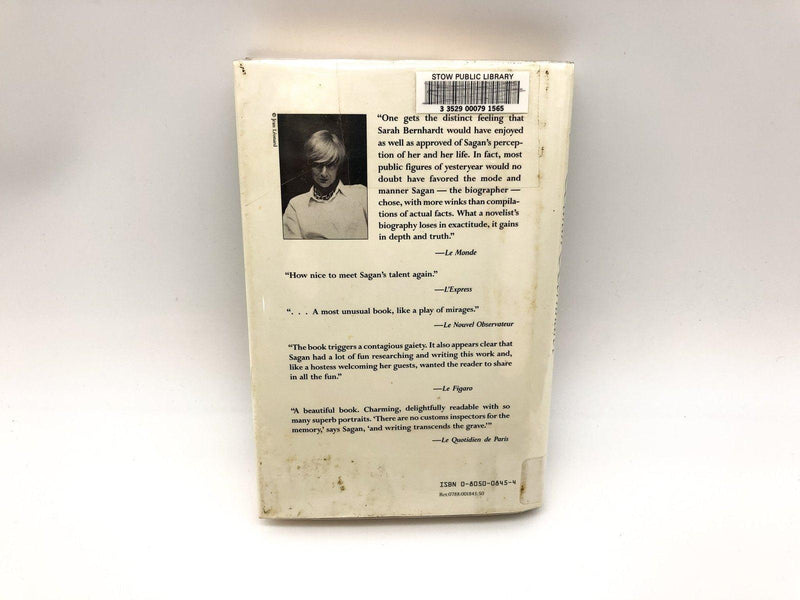 STOW PUBLIC LIBRARY
3 3529 00079 1565
© Jean Léonard
“One gets the distinct feeling that
Sarah Bernhardt would have enjoyed
as well as approved of Sagan’s percep-
tion of her and her life. In fact, most
public figures of yesteryear would no
doubt have favored the mode and
manner Sagan — the biographer —
chose, with more winks than compila-
tions of actual facts. What a novelist’s
biography loses in exactitude, it gains
in depth and truth.”
—Le Monde
“How nice to meet Sagan’s talent again.”
—L’Express
“. . . A most unusual book, like a play of mirages.”
—Le Nouvel Observateur
“The book triggers a contagious gaiety. It also appears clear that
Sagan had a lot of fun researching and writing this work and,
like a hostess welcoming her guests, wanted the reader to share
in all the fun.”
—Le Figaro
“A beautiful book. Charming, delightfully readable with so
many superb portraits. ‘There are no customs inspectors for the
memory,’ says Sagan, ‘and writing transcends the grave.’”
—Le Quotidien de Paris
ISBN 0-8050-0845-4